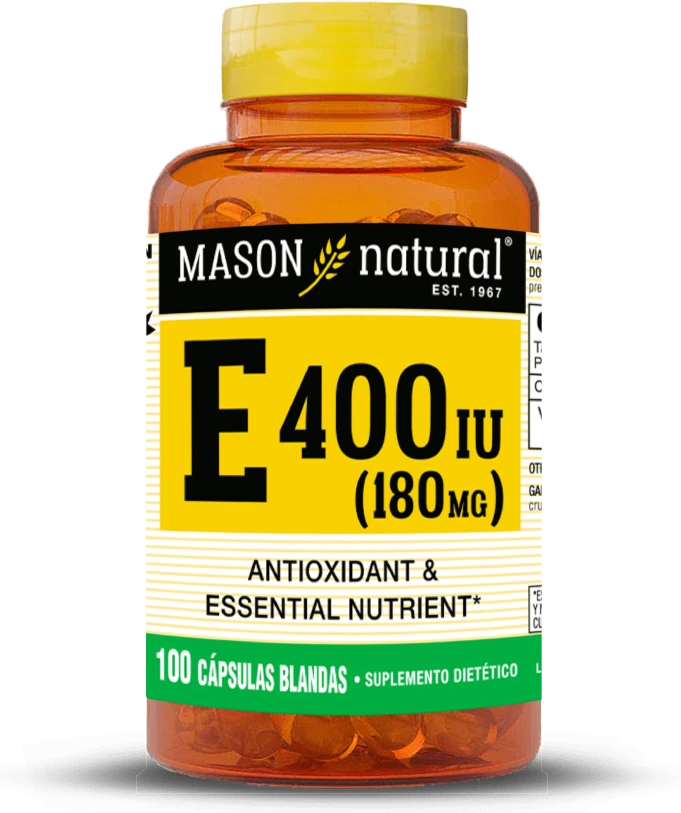 MASON natural®
EST. 1967
E 400 IU
(180 MG)
ANTIOXIDANT &
ESSENTIAL NUTRIENT*
100 CÁPSULAS BLANDAS • SUPLEMENTO DIETÉTICO